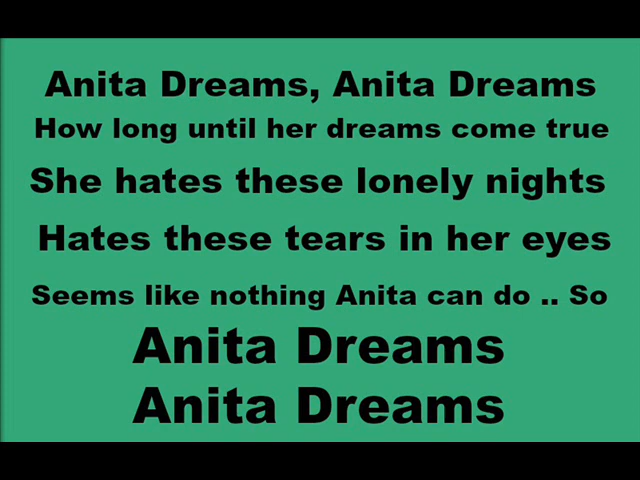 Anita Dreams, Anita Dreams
How long until her dreams come true
She hates these lonely nights
Hates these tears in her eyes
Seems like nothing Anita can do .. So
Anita Dreams
Anita Dreams